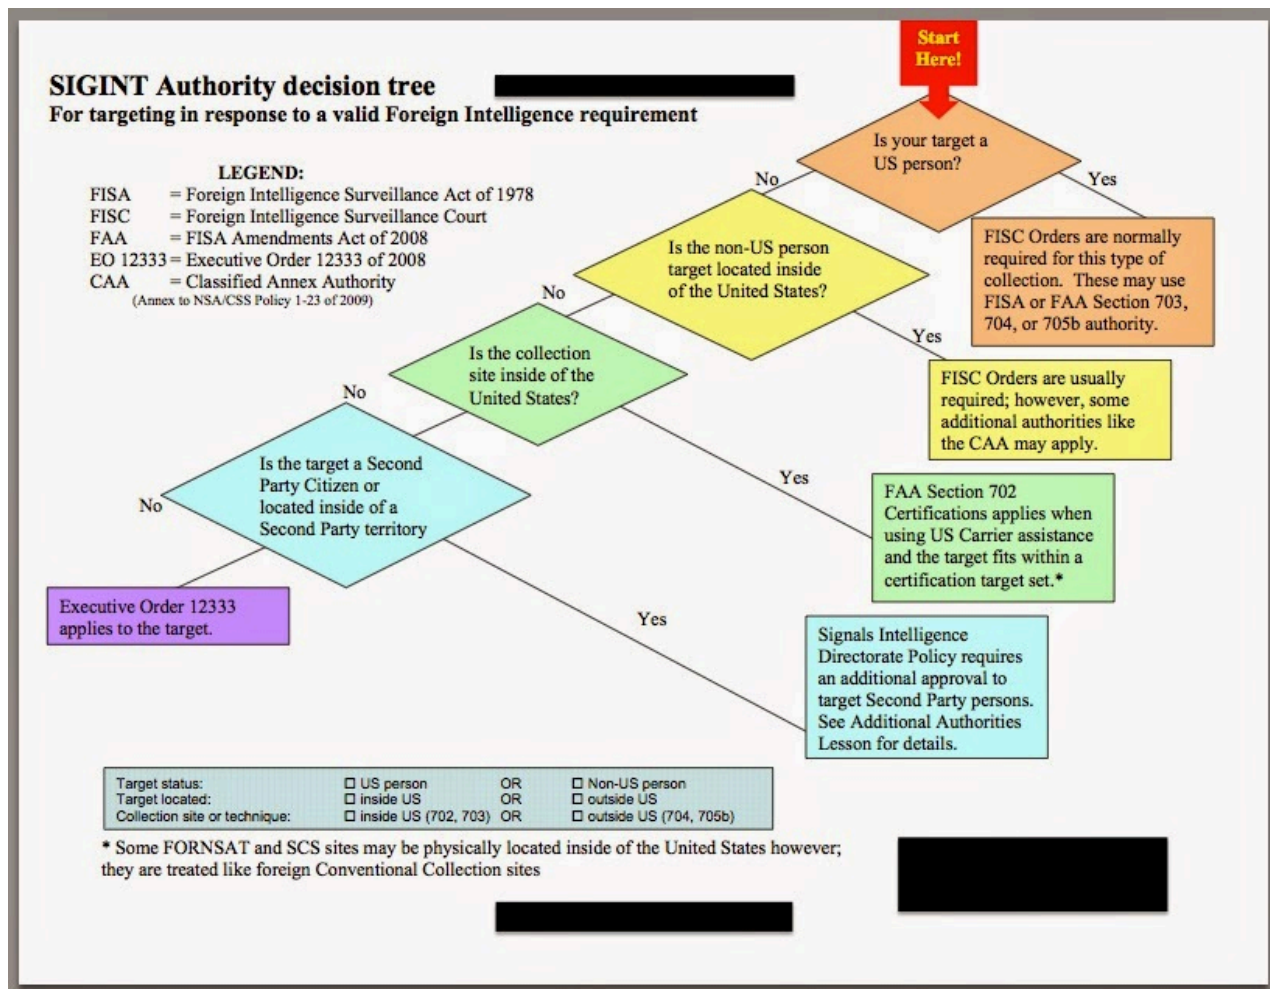 Start
Here!
SIGINT Authority decision tree
For targeting in response to a valid Foreign Intelligence requirement
LEGEND:
FISA = Foreign Intelligence Surveillance Act of 1978
FISC = Foreign Intelligence Surveillance Court
FAA = FISA Amendments Act of 2008
EO 12333 = Executive Order 12333 of 2008
CAA = Classified Annex Authority
(Annex to NSA/CSS Policy 1-23 of 2009)
Is your target a
US person?
No
Yes
FISC Orders are normally
required for this type of
collection. These may use
FISA or FAA Section 703,
704, or 705b authority.
Is the non-US person
target located inside
of the United States?
No
Yes
FISC Orders are usually
required; however, some
additional authorities like
the CAA may apply.
Is the collection
site inside of the
United States?
No
Yes
FAA Section 702
Certifications applies when
using US Carrier assistance
and the target fits within a
certification target set.*
Is the target a Second
Party Citizen or
located inside of a
Second Party territory
No
Yes
Executive Order 12333
applies to the target.
Signals Intelligence
Directorate Policy requires
an additional approval to
target Second Party persons.
See Additional Authorities
Lesson for details.
Target status: ☐ US person OR ☐ Non-US person
Target located: ☐ inside US OR ☐ outside US
Collection site or technique: ☐ inside US (702, 703) OR ☐ outside US (704, 705b)
* Some FORNSAT and SCS sites may be physically located inside of the United States however;
they are treated like foreign Conventional Collection sites